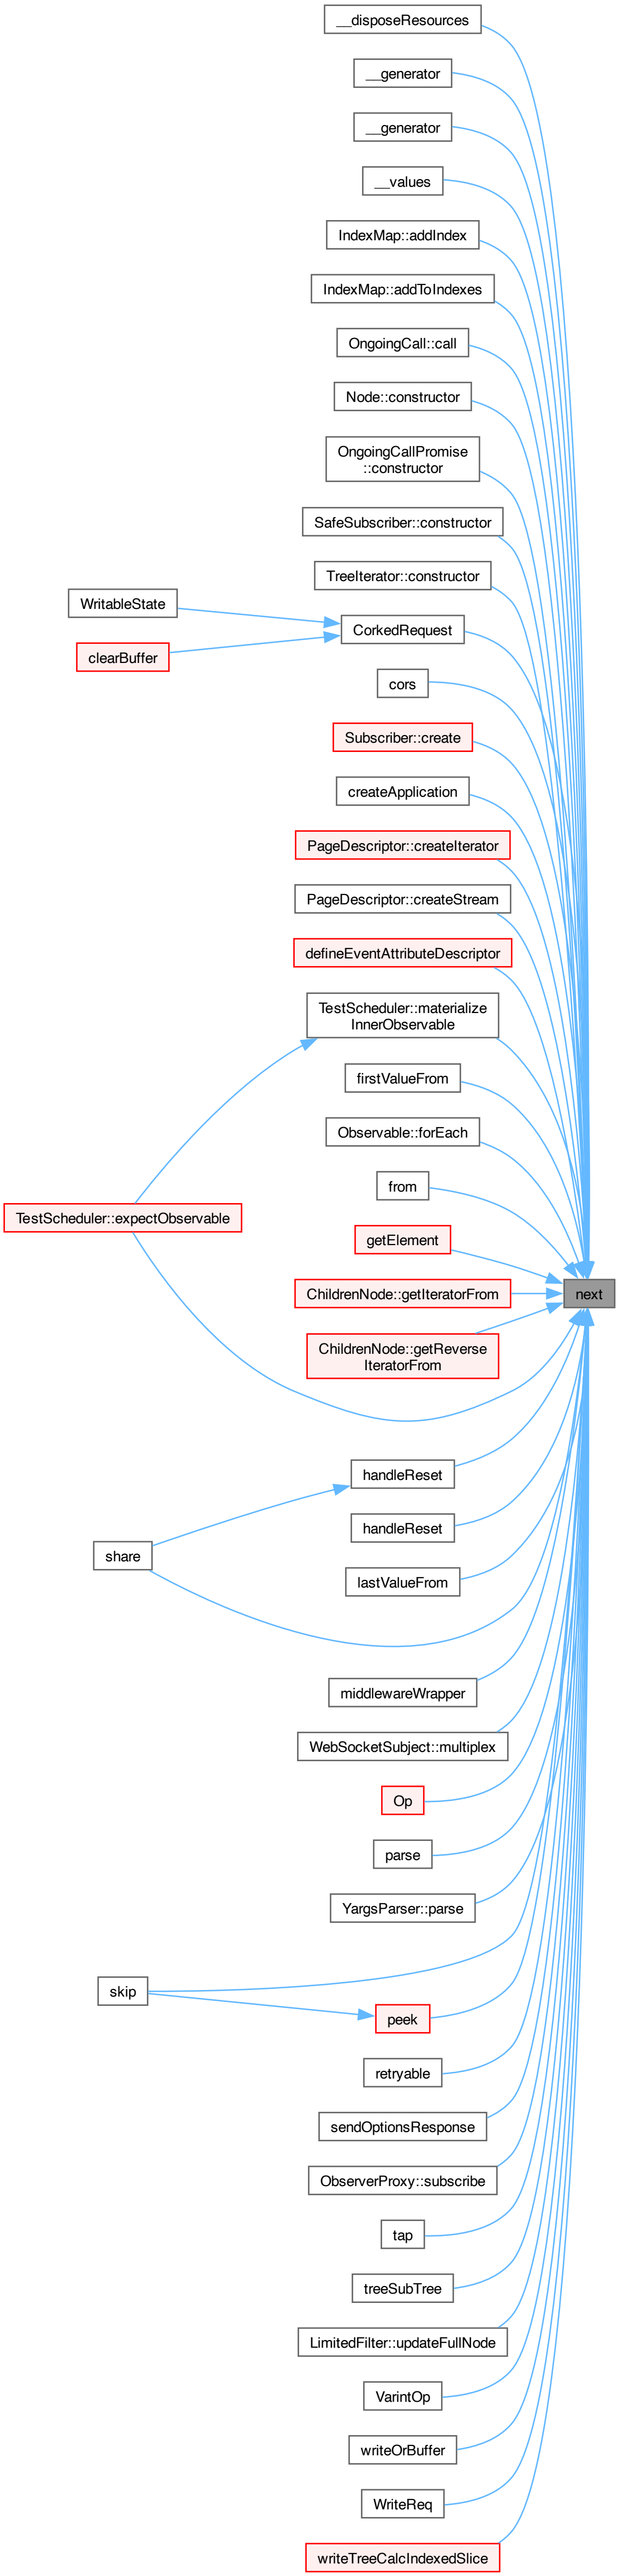 __disposeResources
__generator
__generator
__values
IndexMap::addIndex
IndexMap::addToIndexes
OngoingCall::call
Node::constructor
OngoingCallPromise
::constructor
SafeSubscriber::constructor
TreeIterator::constructor
WritableState
CorkedRequest
clearBuffer
cors
Subscriber::create
createApplication
PageDescriptor::createIterator
PageDescriptor::createStream
defineEventAttributeDescriptor
TestScheduler::materialize
InnerObservable
firstValueFrom
Observable::forEach
from
TestScheduler::expectObservable
getElement
ChildrenNode::getIteratorFrom
next
ChildrenNode::getReverse
IteratorFrom
handleReset
handleReset
share
lastValueFrom
middlewareWrapper
WebSocketSubject::multiplex
Op
parse
YargsParser::parse
skip
peek
retryable
sendOptionsResponse
ObserverProxy::subscribe
tap
treeSubTree
LimitedFilter::updateFullNode
VarintOp
writeOrBuffer
WriteReq
writeTreeCalcIndexedSlice